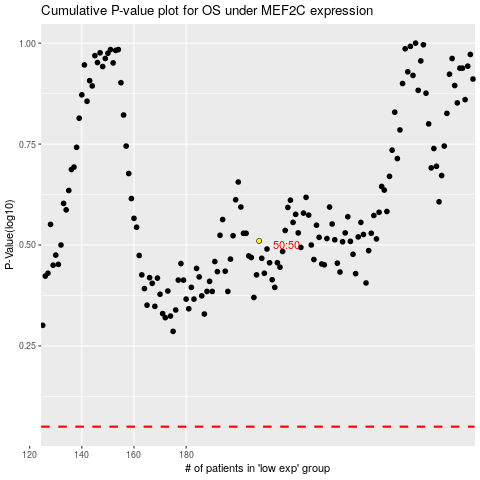 Cumulative P-value plot for OS under MEF2C expression
1.00
0.75
0.50
0.25
P-Value(log10)
50:50
120 140 160 180
# of patients in 'low exp' group